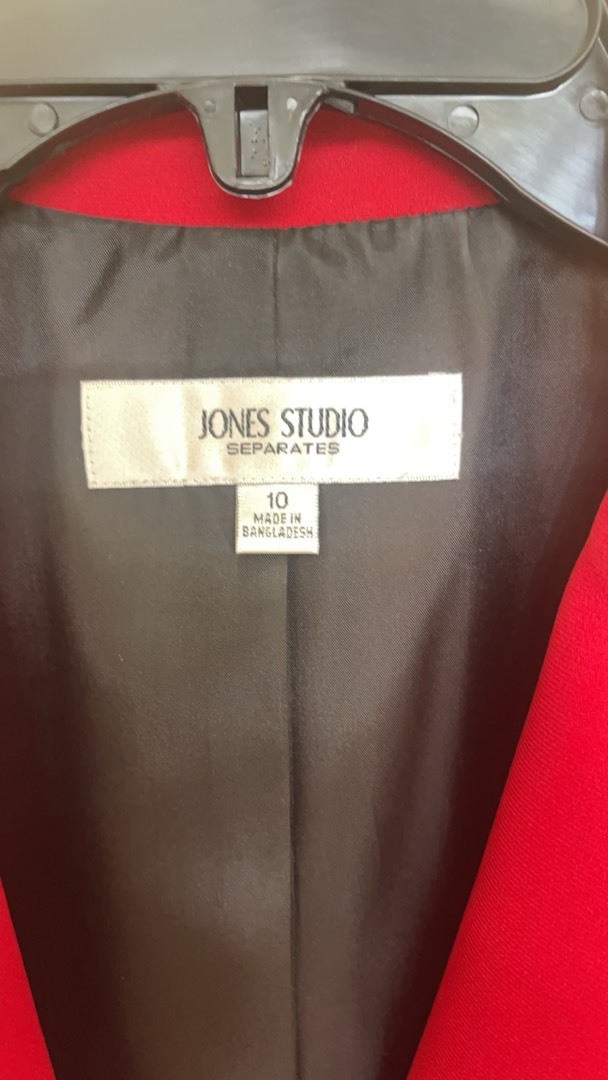 JONES STUDIO
SEPARATES
10
MADE IN
BANGLADESH